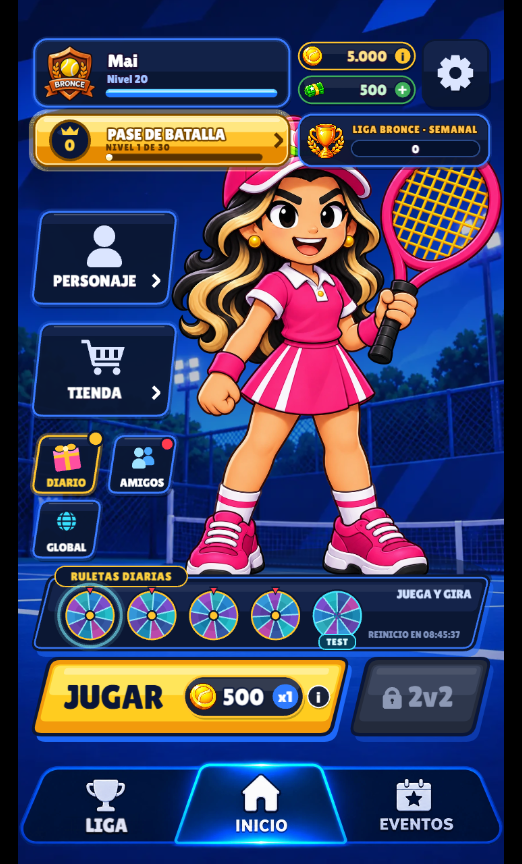 Mai
Nivel 20
BRONCE
5.000
i
500
+
0
PASE DE BATALLA
NIVEL 1 DE 30
LIGA BRONCE - SEMANAL
0
PERSONAJE
TIENDA
DIARIO
AMIGOS
GLOBAL
RULETAS DIARIAS
JUEGA Y GIRA
REINICIO EN 08:45:37
TEST
JUGAR
500
x1
i
2v2
LIGA
INICIO
EVENTOS